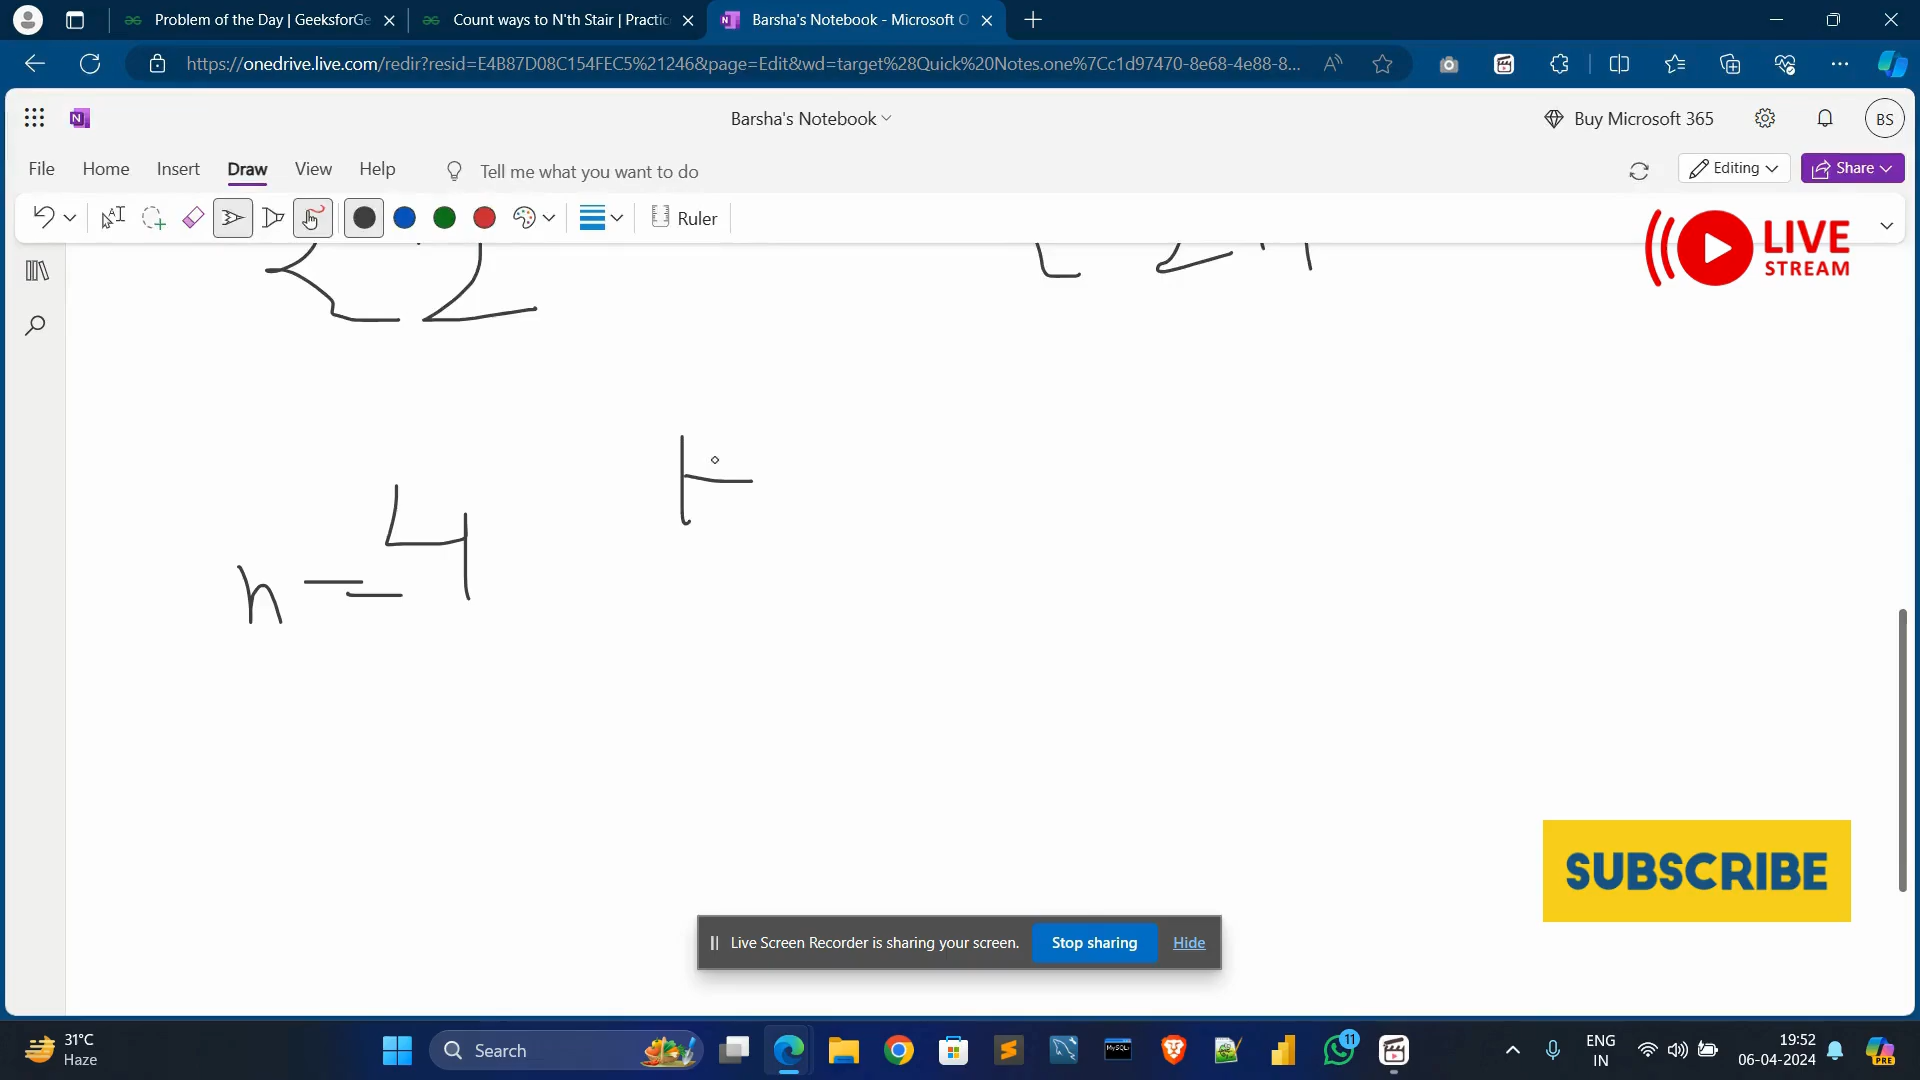 Problem of the Day | GeeksforGe
Count ways to N'th Stair | Practic
Barsha's Notebook - Microsoft O
https://onedrive.live.com/redir?resid=E4B87D08C154FEC5%21246&page=Edit&wd=target%28Quick%20Notes.one%7Cc1d97470-8e68-4e88-8...
Barsha's Notebook
Buy Microsoft 365
BS
File Home Insert Draw View Help
Tell me what you want to do
Editing
Share
Ruler
LIVE
STREAM
n = 4
SUBSCRIBE
Live Screen Recorder is sharing your screen.
Stop sharing
Hide
31°C
Haze
Search
MySQL
11
ENG
IN
19:52
06-04-2024
PRE